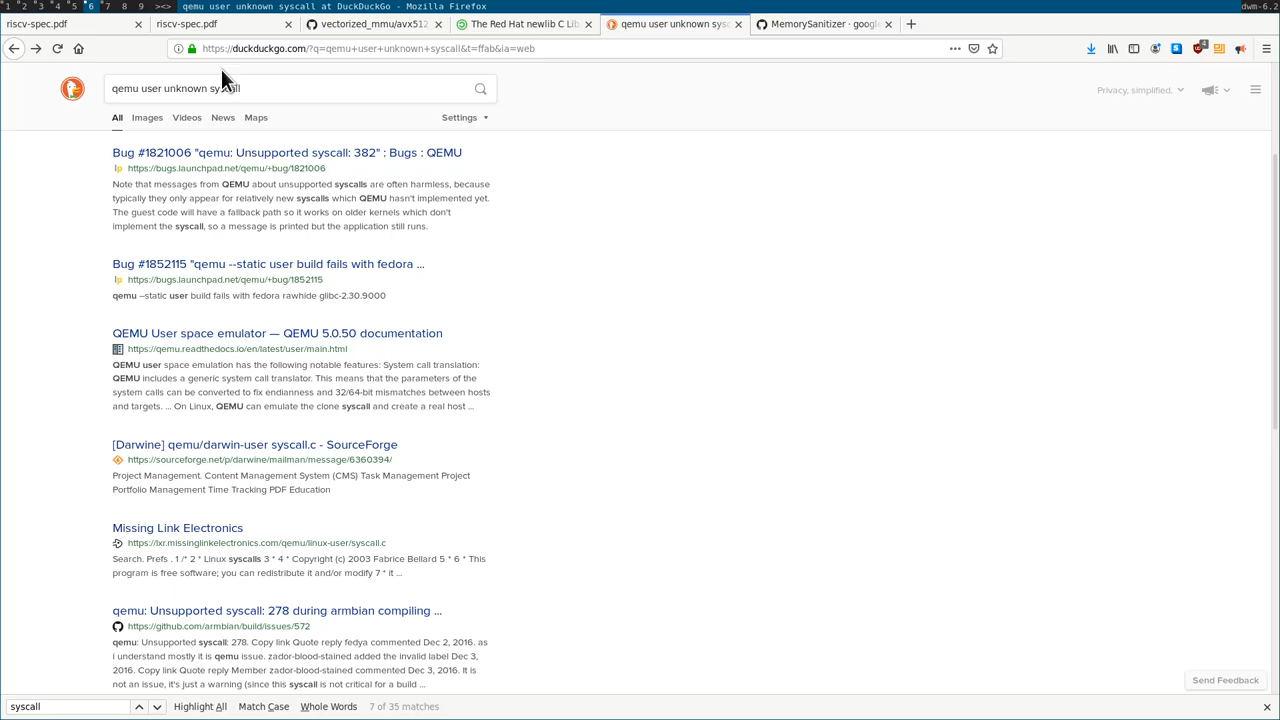 1 2 3 4 5 6 7 8 9 >< qemu user unknown syscall at DuckDuckGo - Mozilla Firefox dwm-6.2
riscv-spec.pdf riscv-spec.pdf vectorized_mmu/avx512 The Red Hat newlib C Lib qemu user unknown sysc MemorySanitizer · googl
https://duckduckgo.com/?q=qemu+user+unknown+syscall&t=ffab&ia=web 4
qemu user unknown syscall
Privacy, simplified.
All Images Videos News Maps Settings
Bug #1821006 "qemu: Unsupported syscall: 382" : Bugs : QEMU
lp https://bugs.launchpad.net/qemu/+bug/1821006
Note that messages from QEMU about unsupported syscalls are often harmless, because
typically they only appear for relatively new syscalls which QEMU hasn't implemented yet.
The guest code will have a fallback path so it works on older kernels which don't
implement the syscall, so a message is printed but the application still runs.
Bug #1852115 "qemu --static user build fails with fedora ...
lp https://bugs.launchpad.net/qemu/+bug/1852115
qemu –static user build fails with fedora rawhide glibc-2.30.9000
QEMU User space emulator — QEMU 5.0.50 documentation
https://qemu.readthedocs.io/en/latest/user/main.html
QEMU user space emulation has the following notable features: System call translation:
QEMU includes a generic system call translator. This means that the parameters of the
system calls can be converted to fix endianness and 32/64-bit mismatches between hosts
and targets. ... On Linux, QEMU can emulate the clone syscall and create a real host ...
[Darwine] qemu/darwin-user syscall.c - SourceForge
https://sourceforge.net/p/darwine/mailman/message/6360394/
Project Management. Content Management System (CMS) Task Management Project
Portfolio Management Time Tracking PDF Education
Missing Link Electronics
https://lxr.missinglinkelectronics.com/qemu/linux-user/syscall.c
Search. Prefs . 1 /* 2 * Linux syscalls 3 * 4 * Copyright (c) 2003 Fabrice Bellard 5 * 6 * This
program is free software; you can redistribute it and/or modify 7 * it ...
qemu: Unsupported syscall: 278 during armbian compiling ...
https://github.com/armbian/build/issues/572
qemu: Unsupported syscall: 278. Copy link Quote reply fedya commented Dec 2, 2016. as
i understand mostly it is qemu issue. zador-blood-stained added the invalid label Dec 3,
2016. Copy link Quote reply Member zador-blood-stained commented Dec 3, 2016. It is
not an issue, it's just a warning (since this syscall is not critical for a build ...
Send Feedback
syscall Highlight All Match Case Whole Words 7 of 35 matches